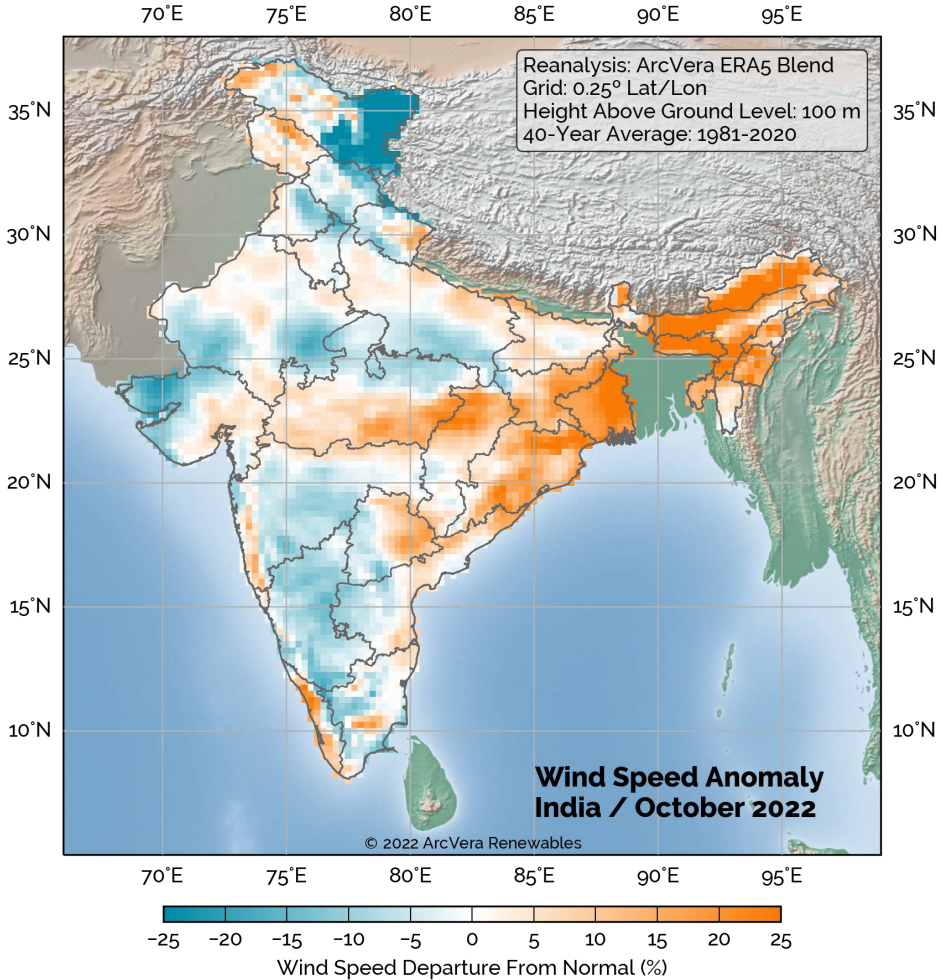 70°E 75°E 80°E 85°E 90°E 95°E
Reanalysis: ArcVera ERA5 Blend
Grid: 0.25º Lat/Lon
Height Above Ground Level: 100 m
40-Year Average: 1981-2020
35°N 35°N
30°N 30°N
25°N 25°N
20°N 20°N
15°N 15°N
10°N 10°N
Wind Speed Anomaly
India / October 2022
© 2022 ArcVera Renewables
70°E 75°E 80°E 85°E 90°E 95°E
−25 −20 −15 −10 −5 0 5 10 15 20 25
Wind Speed Departure From Normal (%)